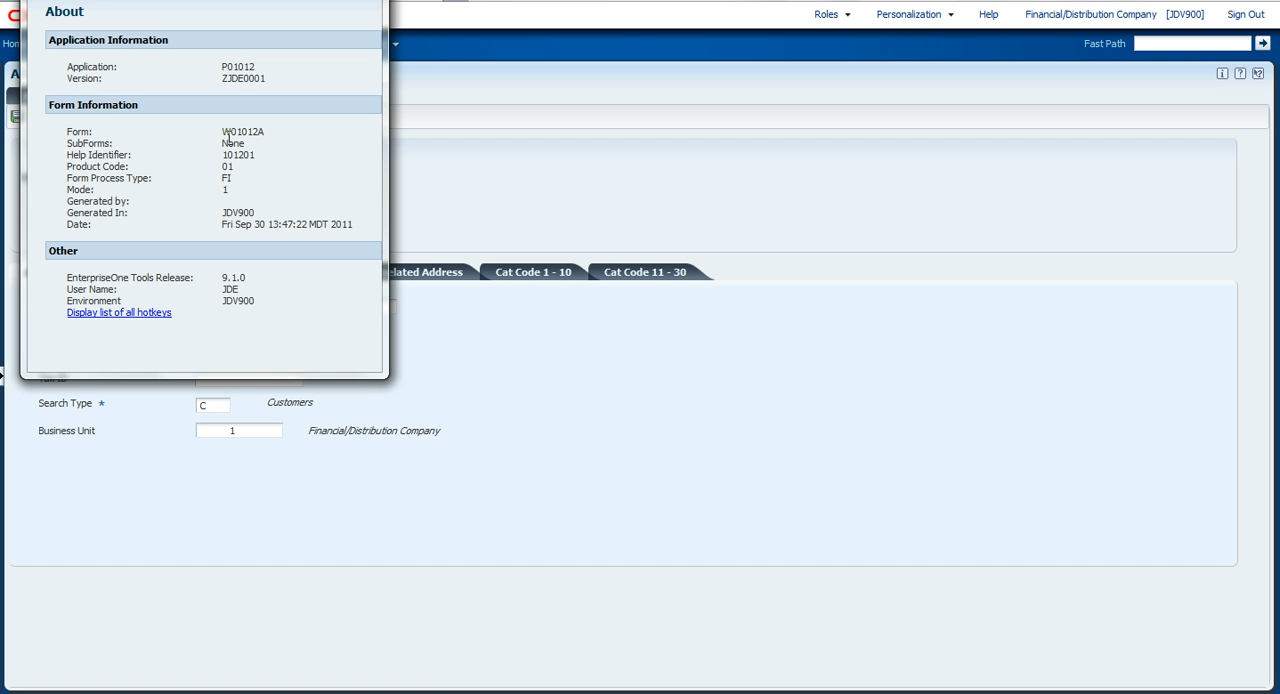 About
Roles
Personalization
Help
Financial/Distribution Company
[JDV900]
Sign Out
Application Information
Fast Path
Application: P01012
Version: ZJDE0001
Form Information
Form: W01012A
SubForms: None
Help Identifier: 101201
Product Code: 01
Form Process Type: FI
Mode: 1
Generated by:
Generated In: JDV900
Date: Fri Sep 30 13:47:22 MDT 2011
Other
EnterpriseOne Tools Release: 9.1.0
User Name: JDE
Environment JDV900
Display list of all hotkeys
elated Address
Cat Code 1 - 10
Cat Code 11 - 30
Search Type * C Customers
Business Unit 1 Financial/Distribution Company